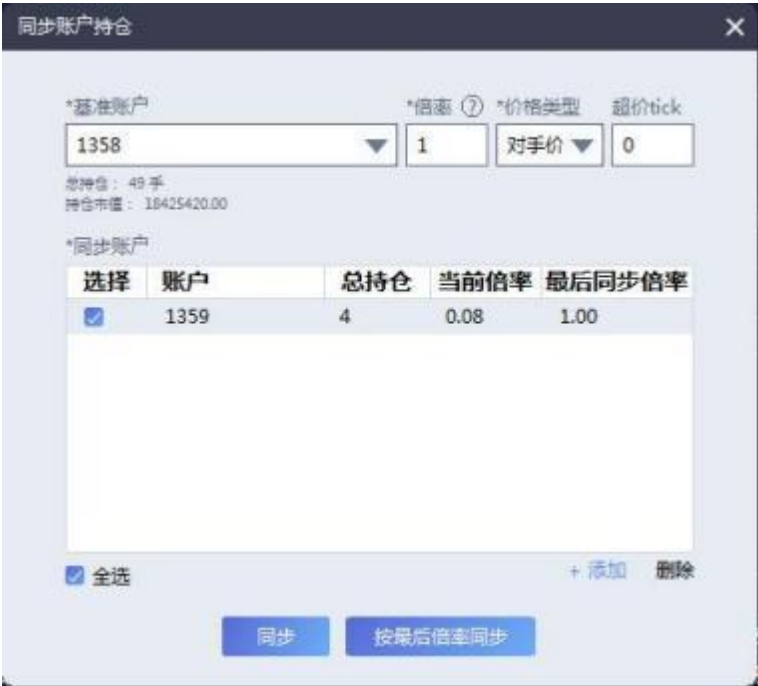 同步账户持仓
*基准账户 *倍率 ? *价格类型 超价tick
1358 1 对手价 0
总持仓： 49 手
持仓市值： 18425420.00
*同步账户
选择 账户 总持仓 当前倍率 最后同步倍率
1359 4 0.08 1.00
全选 + 添加 删除
同步 按最后倍率同步